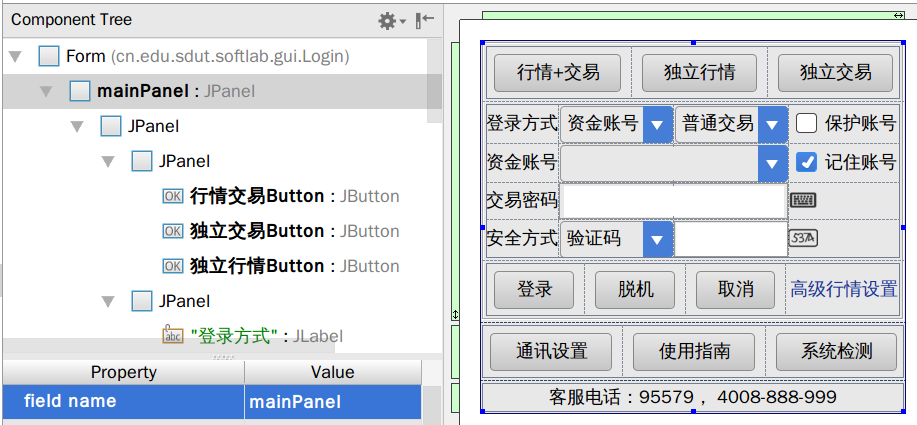 Component Tree
Form (cn.edu.sdut.softlab.gui.Login)
mainPanel : JPanel
JPanel
JPanel
OK 行情交易Button : JButton
OK 独立交易Button : JButton
OK 独立行情Button : JButton
JPanel
abc "登录方式" : JLabel
Property Value
field name mainPanel
行情+交易 独立行情 独立交易
登录方式 资金账号 普通交易 保护账号
资金账号 记住账号
交易密码
安全方式 验证码 537A
登录 脱机 取消 高级行情设置
通讯设置 使用指南 系统检测
客服电话：95579， 4008-888-999